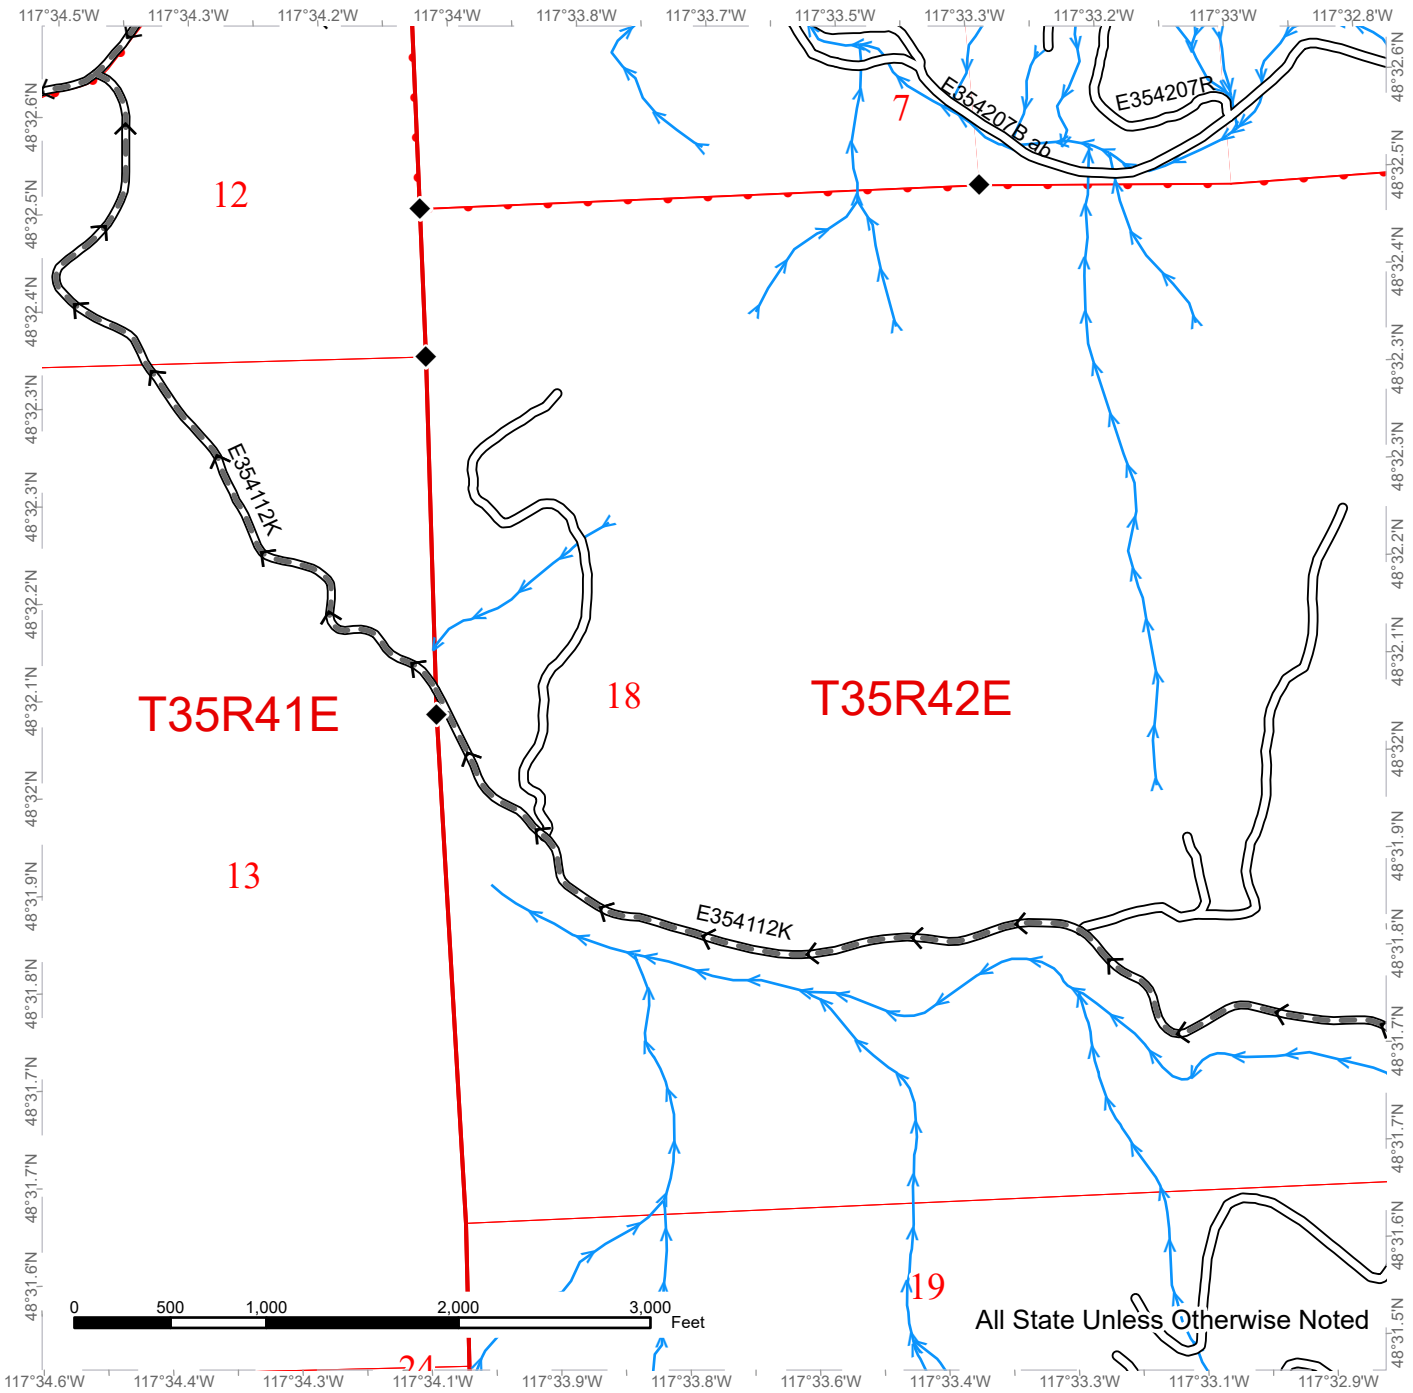 117°34.5'W 117°34.3'W 117°34.2'W 117°34'W 117°33.8'W 117°33.7'W 117°33.5'W 117°33.3'W 117°33.2'W 117°33'W 117°32.8'W
48°32.6'N
48°32.5'N
48°32.4'N
48°32.3'N
48°32.3'N
48°32.2'N
48°32.1'N
48°32'N
48°31.9'N
48°31.8'N
48°31.7'N
48°31.7'N
48°31.6'N
48°32.6'N
48°32.5'N
48°32.4'N
48°32.3'N
48°32.3'N
48°32.2'N
48°32.1'N
48°32'N
48°31.9'N
48°31.8'N
48°31.7'N
48°31.7'N
48°31.6'N
48°31.5'N
7
E354207B ab
E354207R
12
E354112K
T35R41E
18
T35R42E
13
E354112K
19
0 500 1,000 2,000 3,000
Feet
All State Unless Otherwise Noted
24
117°34.6'W 117°34.4'W 117°34.3'W 117°34.1'W 117°33.9'W 117°33.8'W 117°33.6'W 117°33.4'W 117°33.3'W 117°33.1'W 117°32.9'W